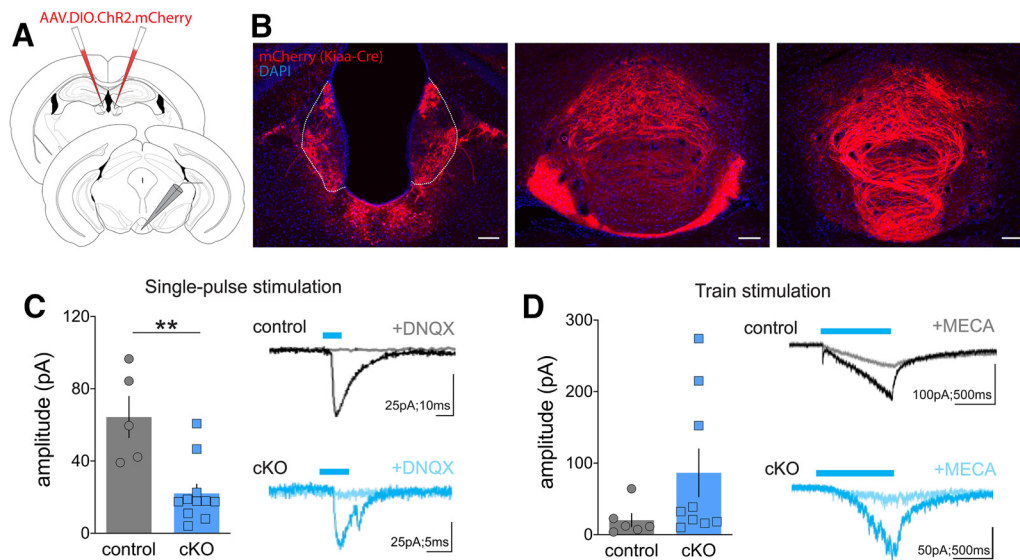 A
AAV.DIO.ChR2.mCherry
B
mCherry (Kiaa-Cre)
DAPI
C
Single-pulse stimulation
amplitude (pA)
120
80
40
0
control
cKO
**
control
+DNQX
25pA;10ms
cKO
+DNQX
25pA;5ms
D
Train stimulation
amplitude (pA)
300
200
100
50
0
control
cKO
control
+MECA
100pA;500ms
cKO
+MECA
50pA;500ms